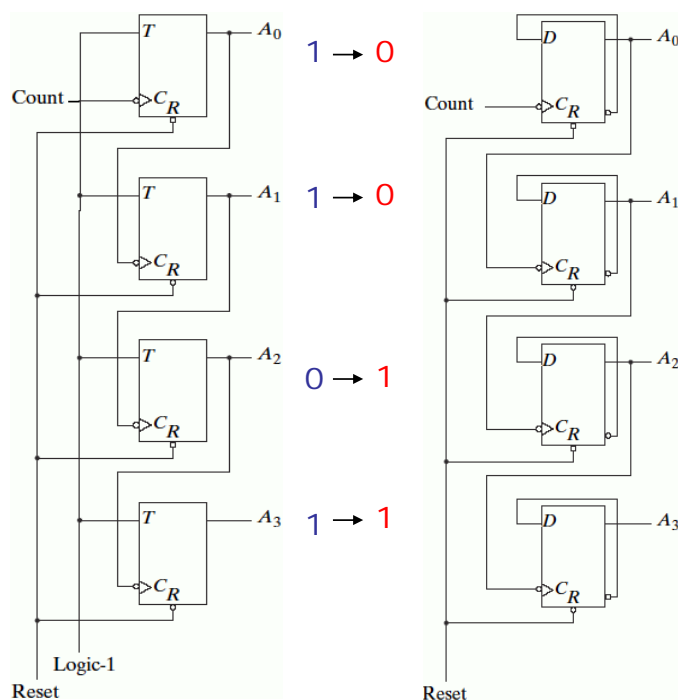 T
A0
Count
C
R
T
A1
C
R
T
A2
C
R
T
A3
C
R
Logic-1
Reset
1 → 0
1 → 0
0 → 1
1 → 1
D
A0
Count
C
R
D
A1
C
R
D
A2
C
R
D
A3
C
R
Reset